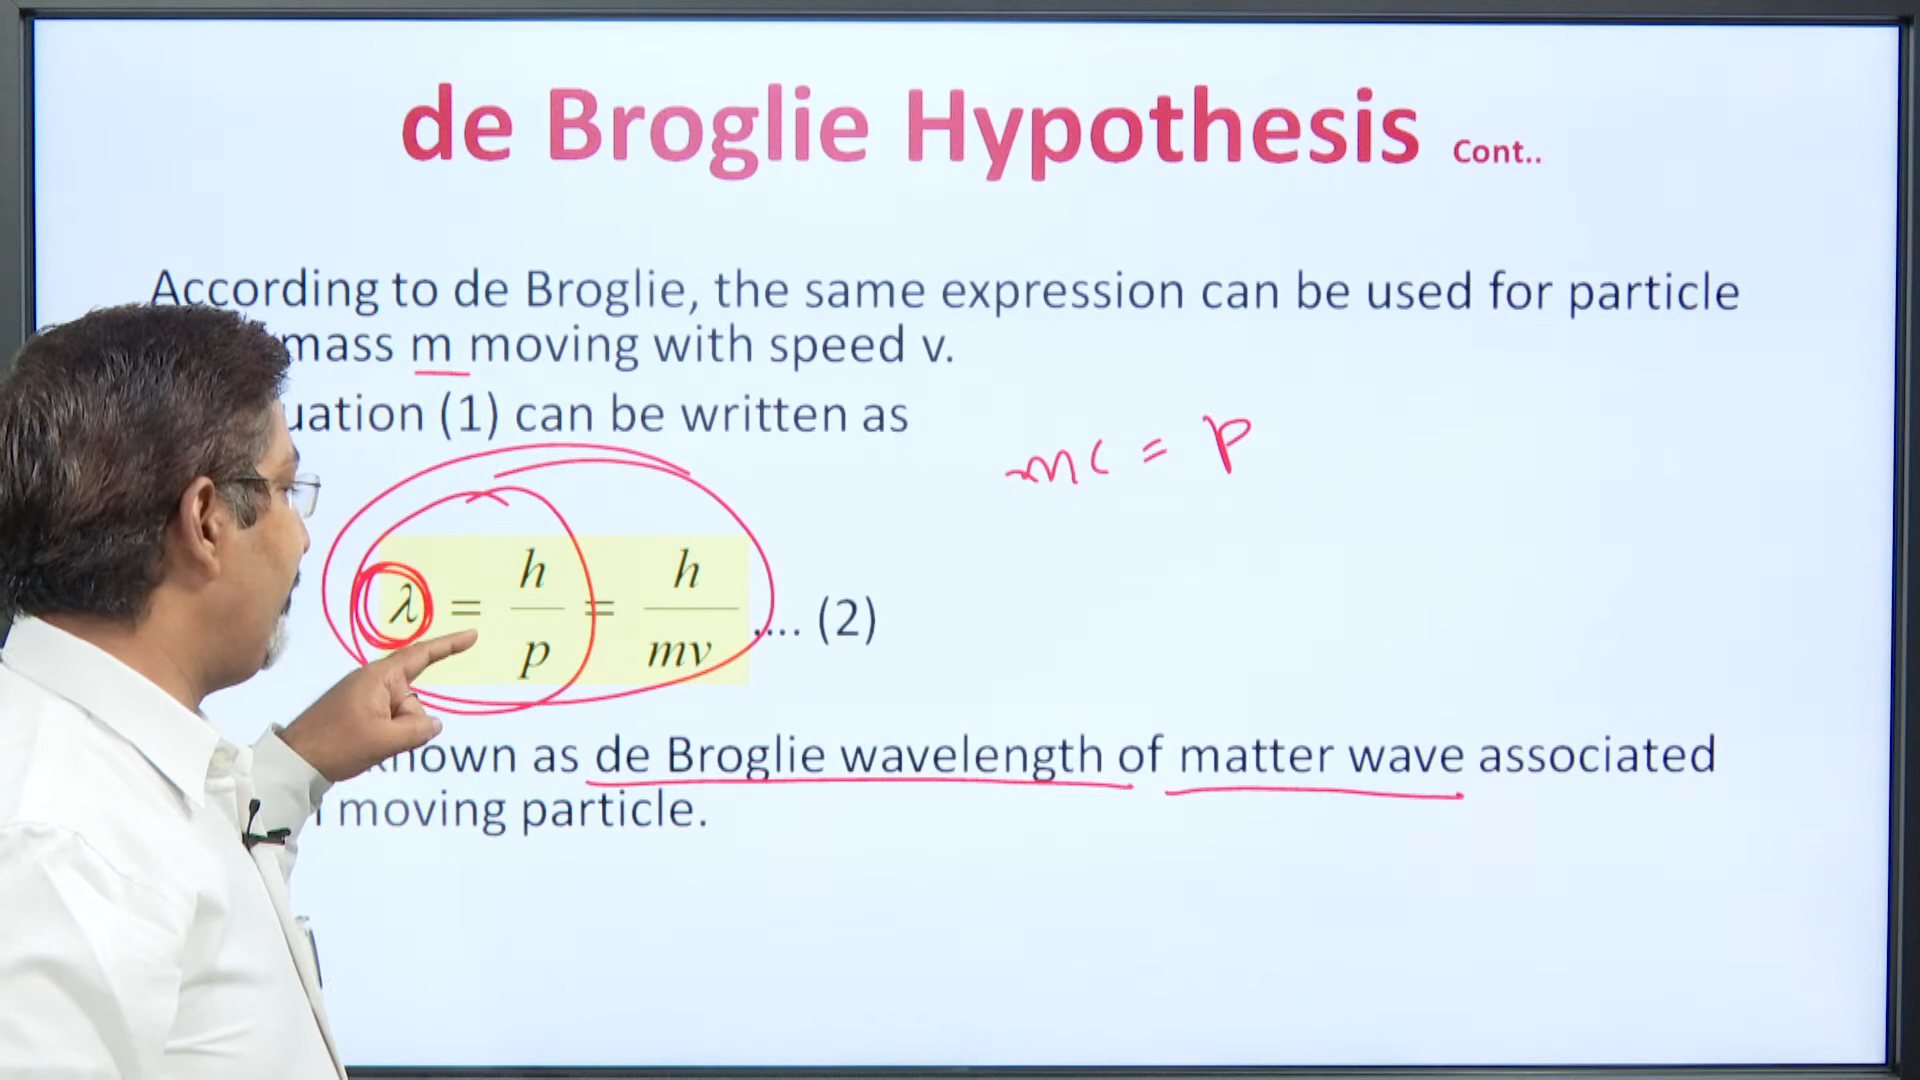 de Broglie Hypothesis Cont..
According to de Broglie, the same expression can be used for particle
mass m moving with speed v.
(1) can be written as
mc = p
λ = h/p = h/mv .... (2)
as de Broglie wavelength of matter wave associated
moving particle.